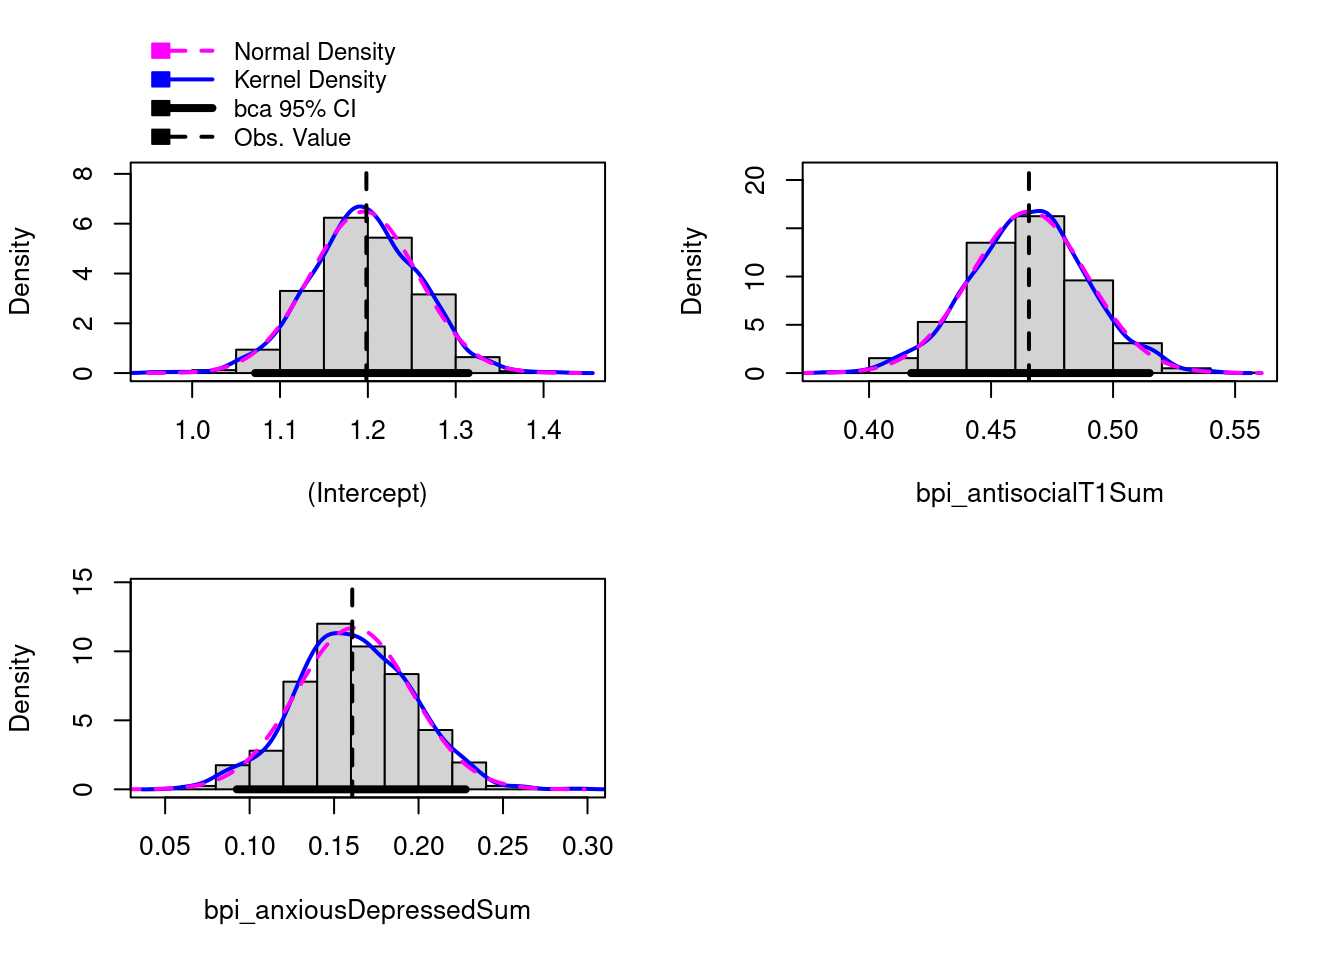 Normal Density
Kernel Density
bca 95% CI
Obs. Value
Density
0 2 4 6 8
1.0 1.1 1.2 1.3 1.4
(Intercept)
Density
0 5 10 20
0.40 0.45 0.50 0.55
bpi_antisocialT1Sum
Density
0 5 10 15
0.05 0.10 0.15 0.20 0.25 0.30
bpi_anxiousDepressedSum